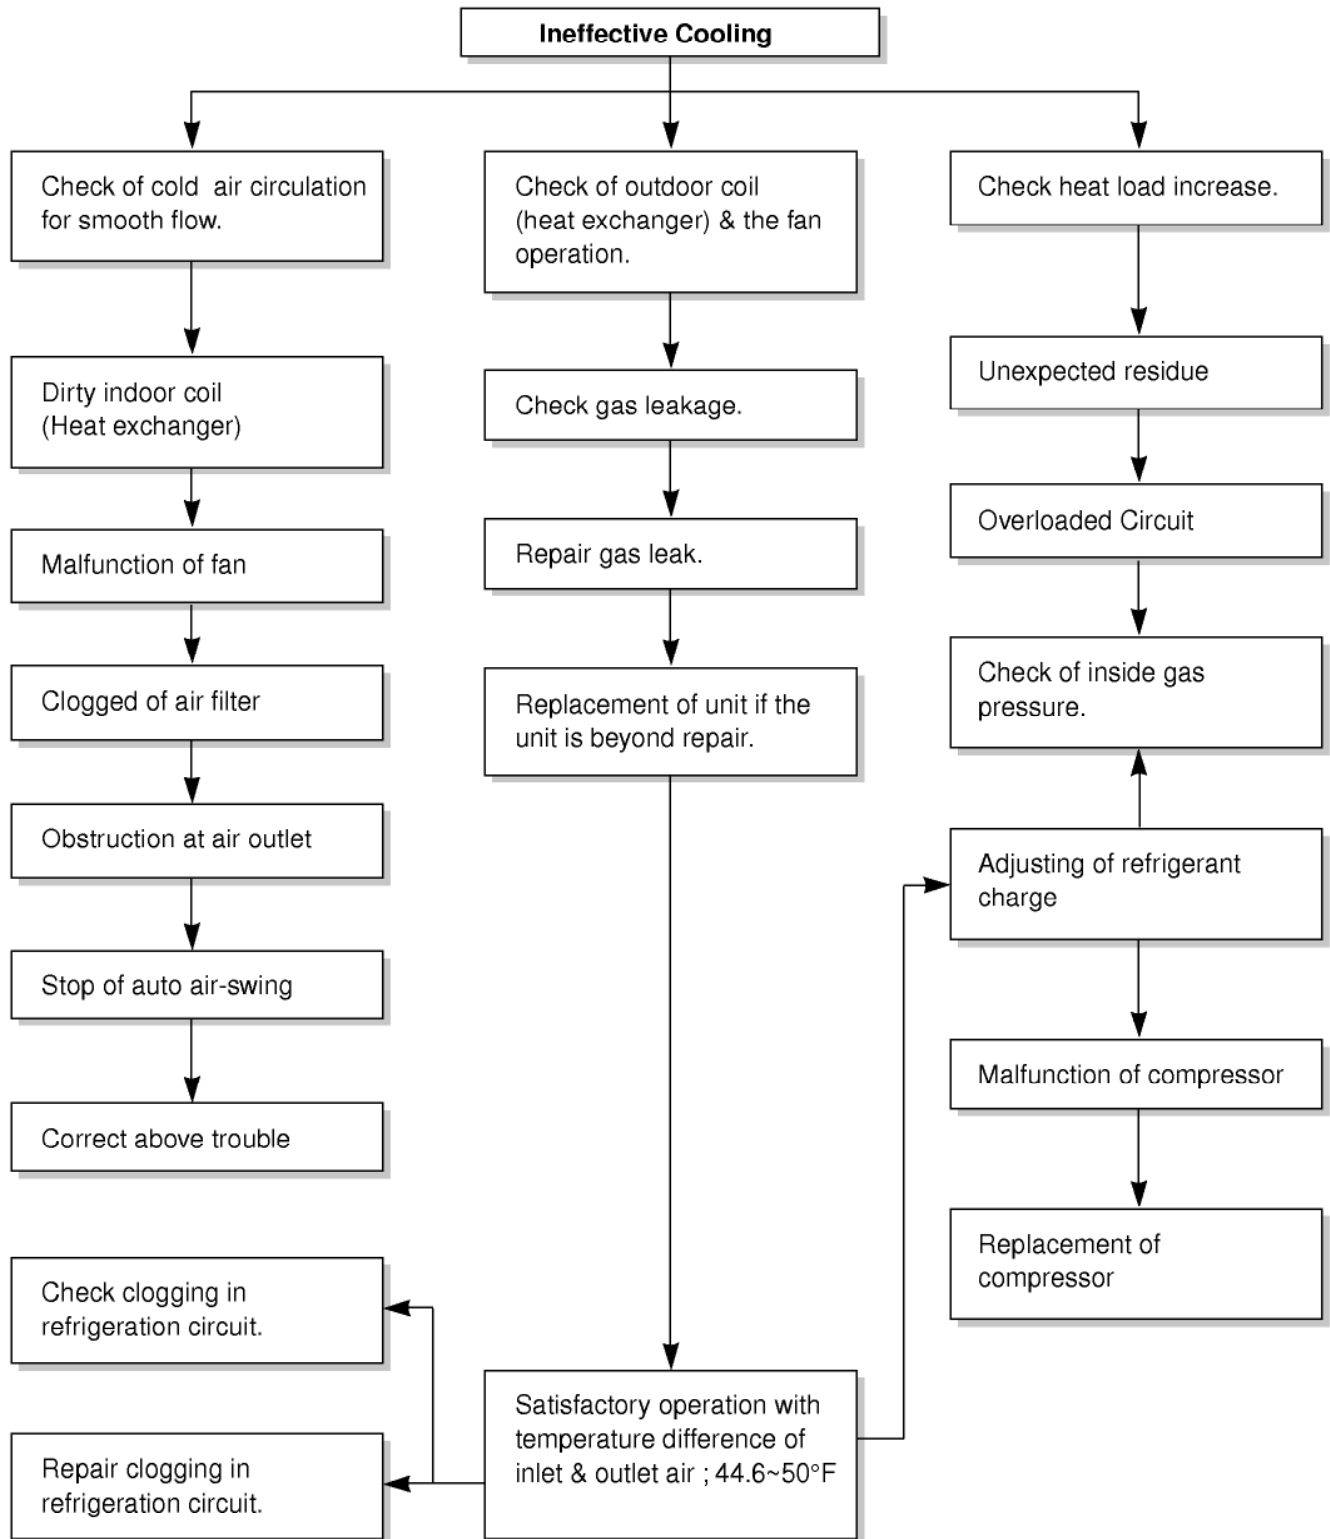 Ineffective Cooling
Check of cold air circulation
for smooth flow.
Dirty indoor coil
(Heat exchanger)
Malfunction of fan
Clogged of air filter
Obstruction at air outlet
Stop of auto air-swing
Correct above trouble
Check clogging in
refrigeration circuit.
Repair clogging in
refrigeration circuit.
Check of outdoor coil
(heat exchanger) & the fan
operation.
Check gas leakage.
Repair gas leak.
Replacement of unit if the
unit is beyond repair.
Satisfactory operation with
temperature difference of
inlet & outlet air ; 44.6~50°F
Check heat load increase.
Unexpected residue
Overloaded Circuit
Check of inside gas
pressure.
Adjusting of refrigerant
charge
Malfunction of compressor
Replacement of
compressor